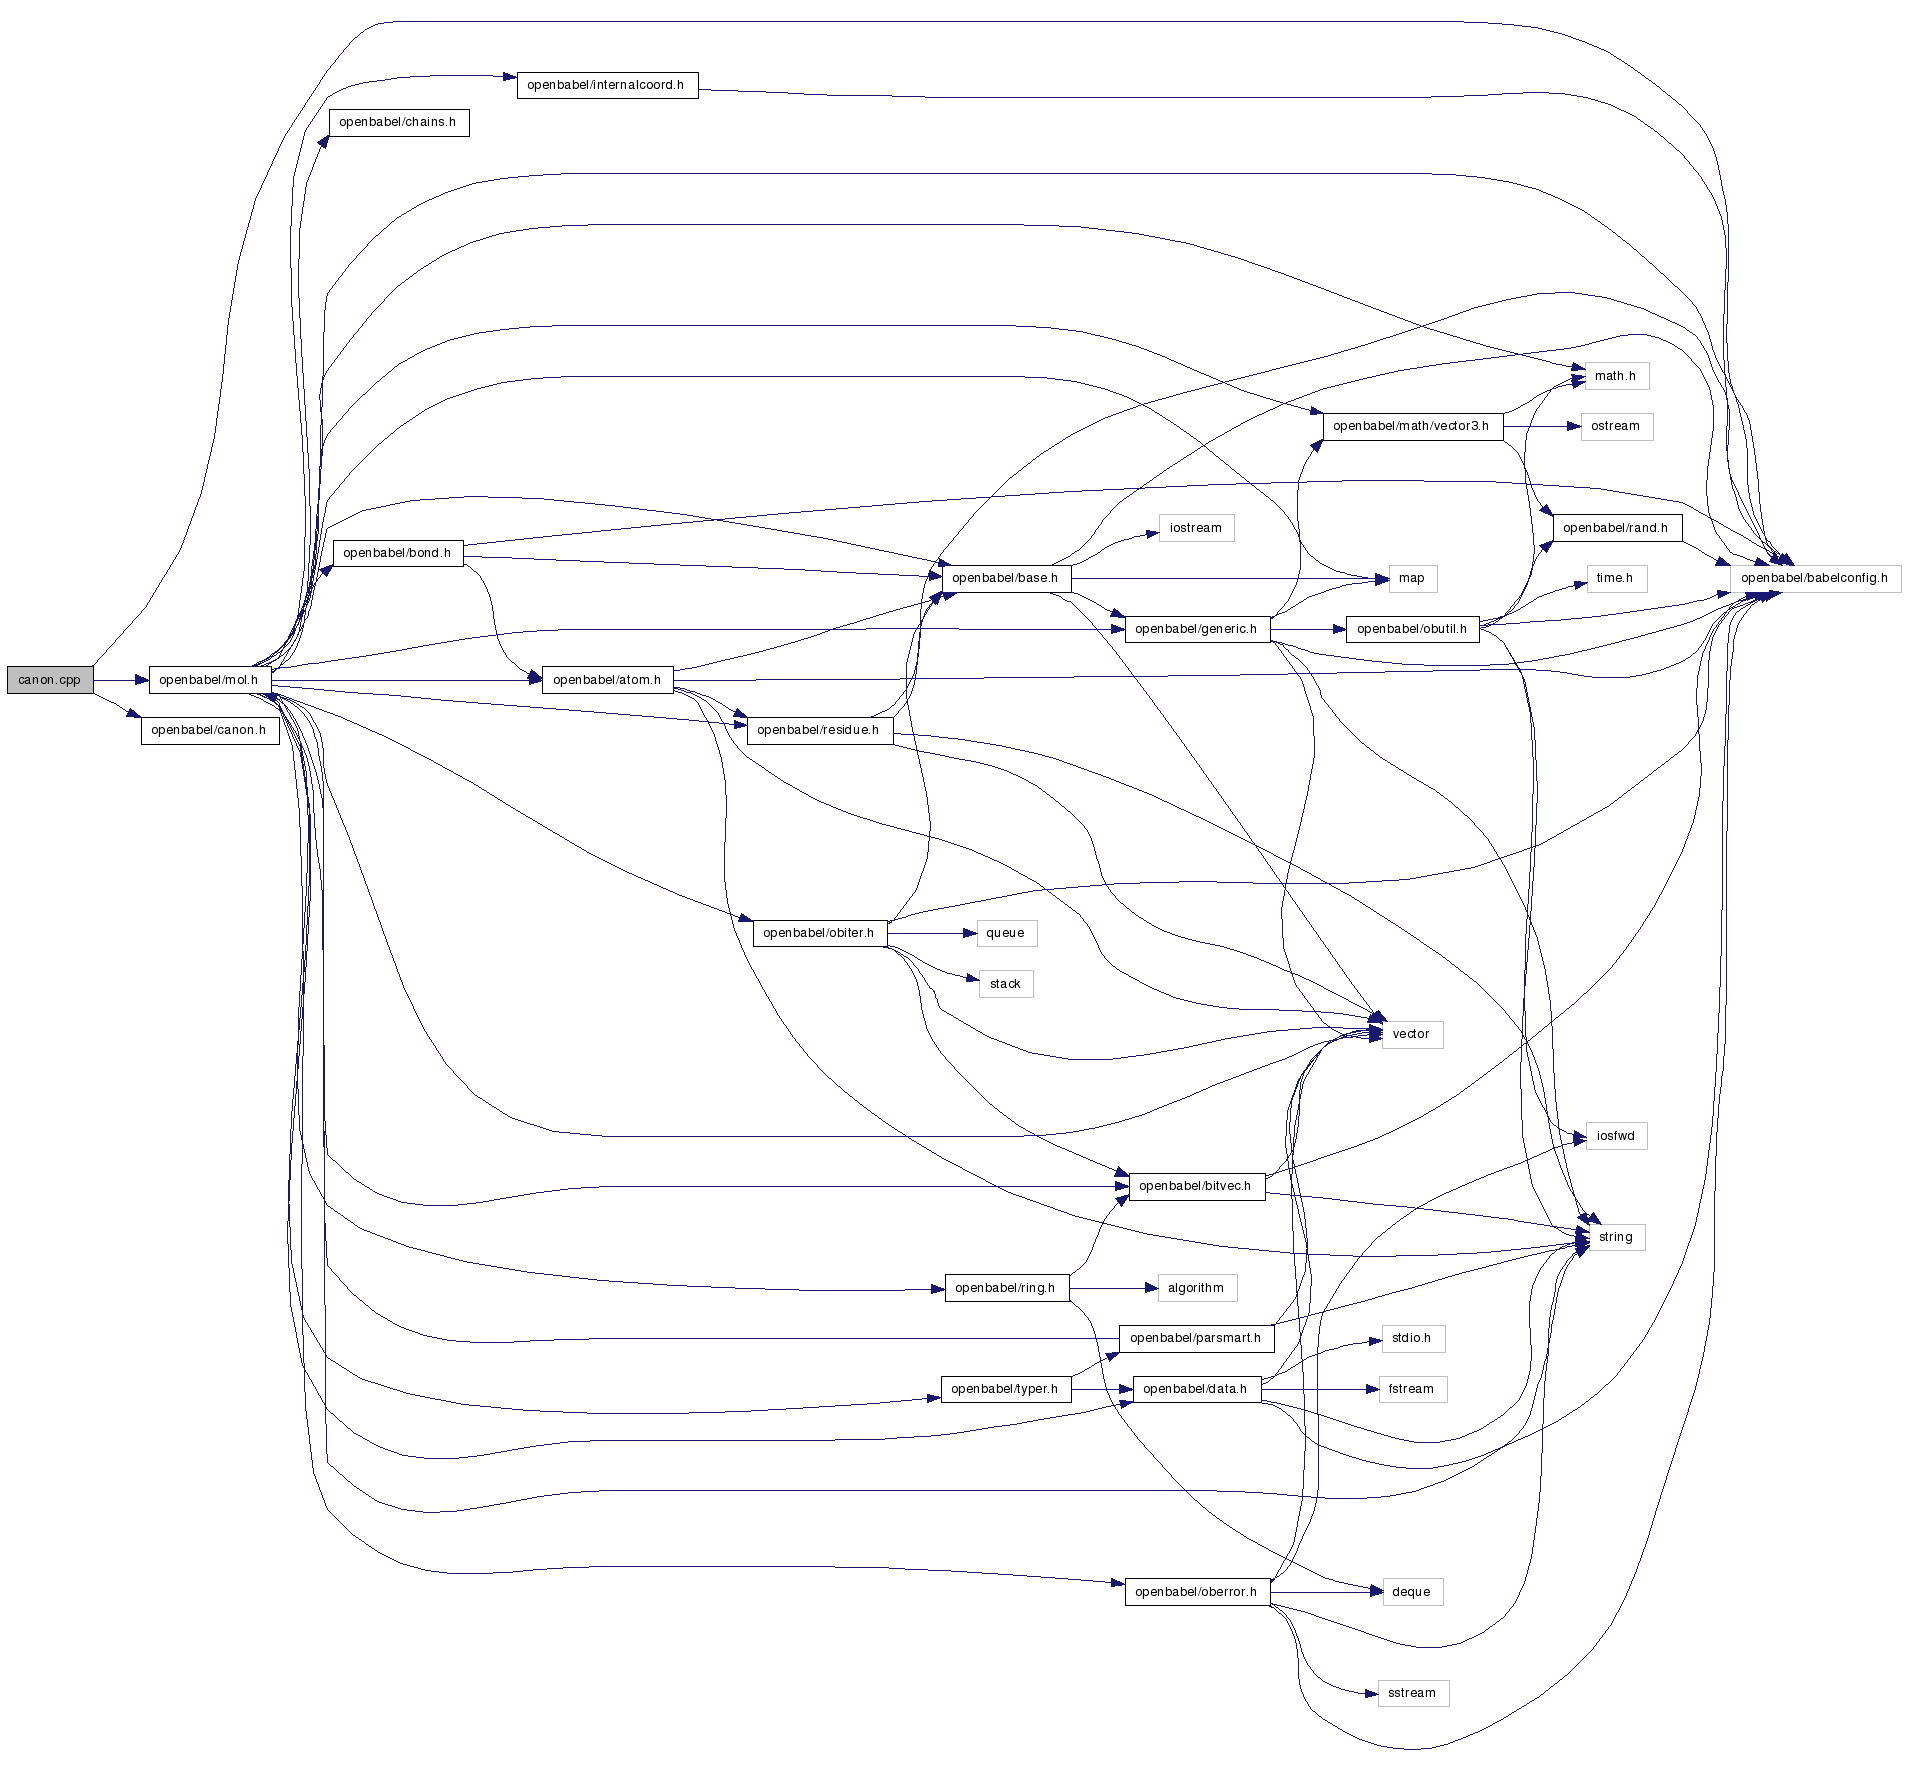 openbabel/internalcoord.h
openbabel/chains.h
math.h
openbabel/math/vector3.h
ostream
iostream
openbabel/rand.h
openbabel/bond.h
openbabel/base.h
map
time.h
openbabel/babelconfig.h
openbabel/generic.h
openbabel/obutil.h
canon.cpp
openbabel/mol.h
openbabel/atom.h
openbabel/canon.h
openbabel/residue.h
openbabel/obiter.h
queue
stack
vector
iosfwd
openbabel/bitvec.h
string
openbabel/ring.h
algorithm
openbabel/parsmart.h
stdio.h
openbabel/typer.h
openbabel/data.h
fstream
openbabel/oberror.h
deque
sstream